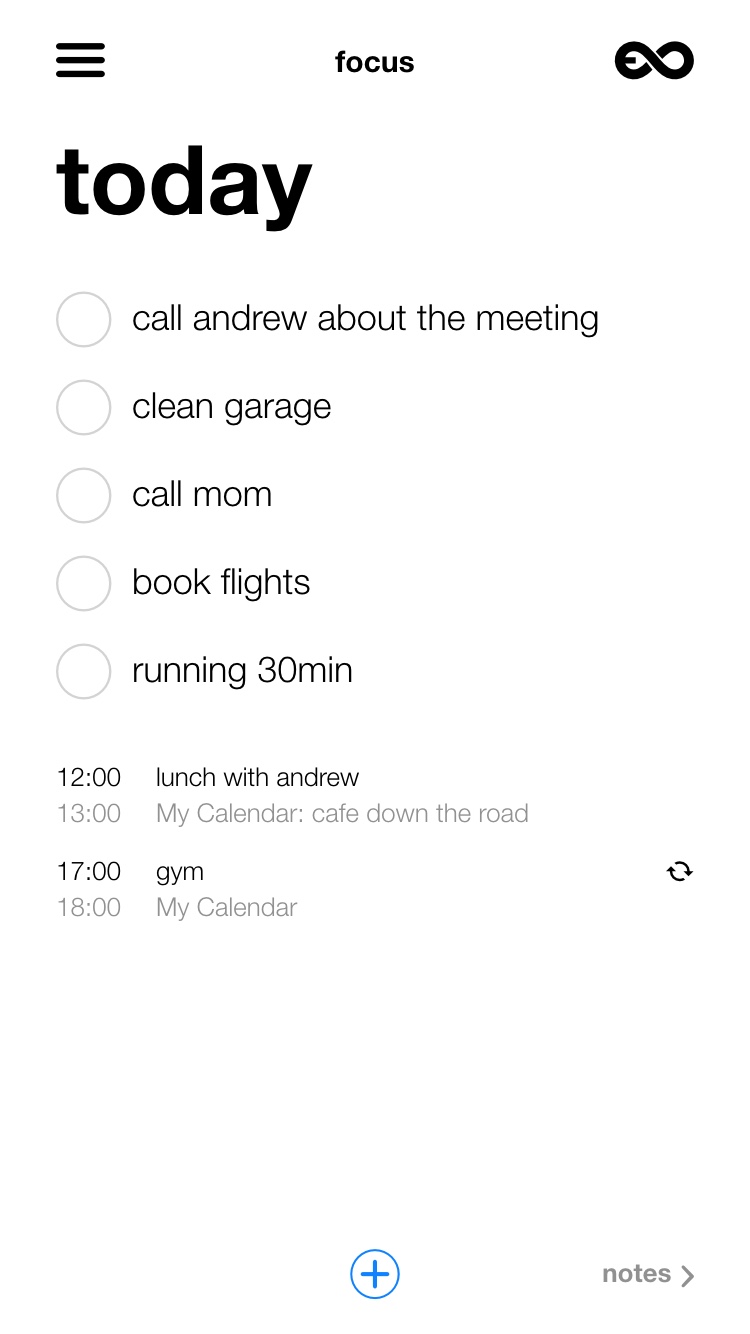 focus
today
call andrew about the meeting
clean garage
call mom
book flights
running 30min
12:00 lunch with andrew
13:00 My Calendar: cafe down the road
17:00 gym
18:00 My Calendar
notes